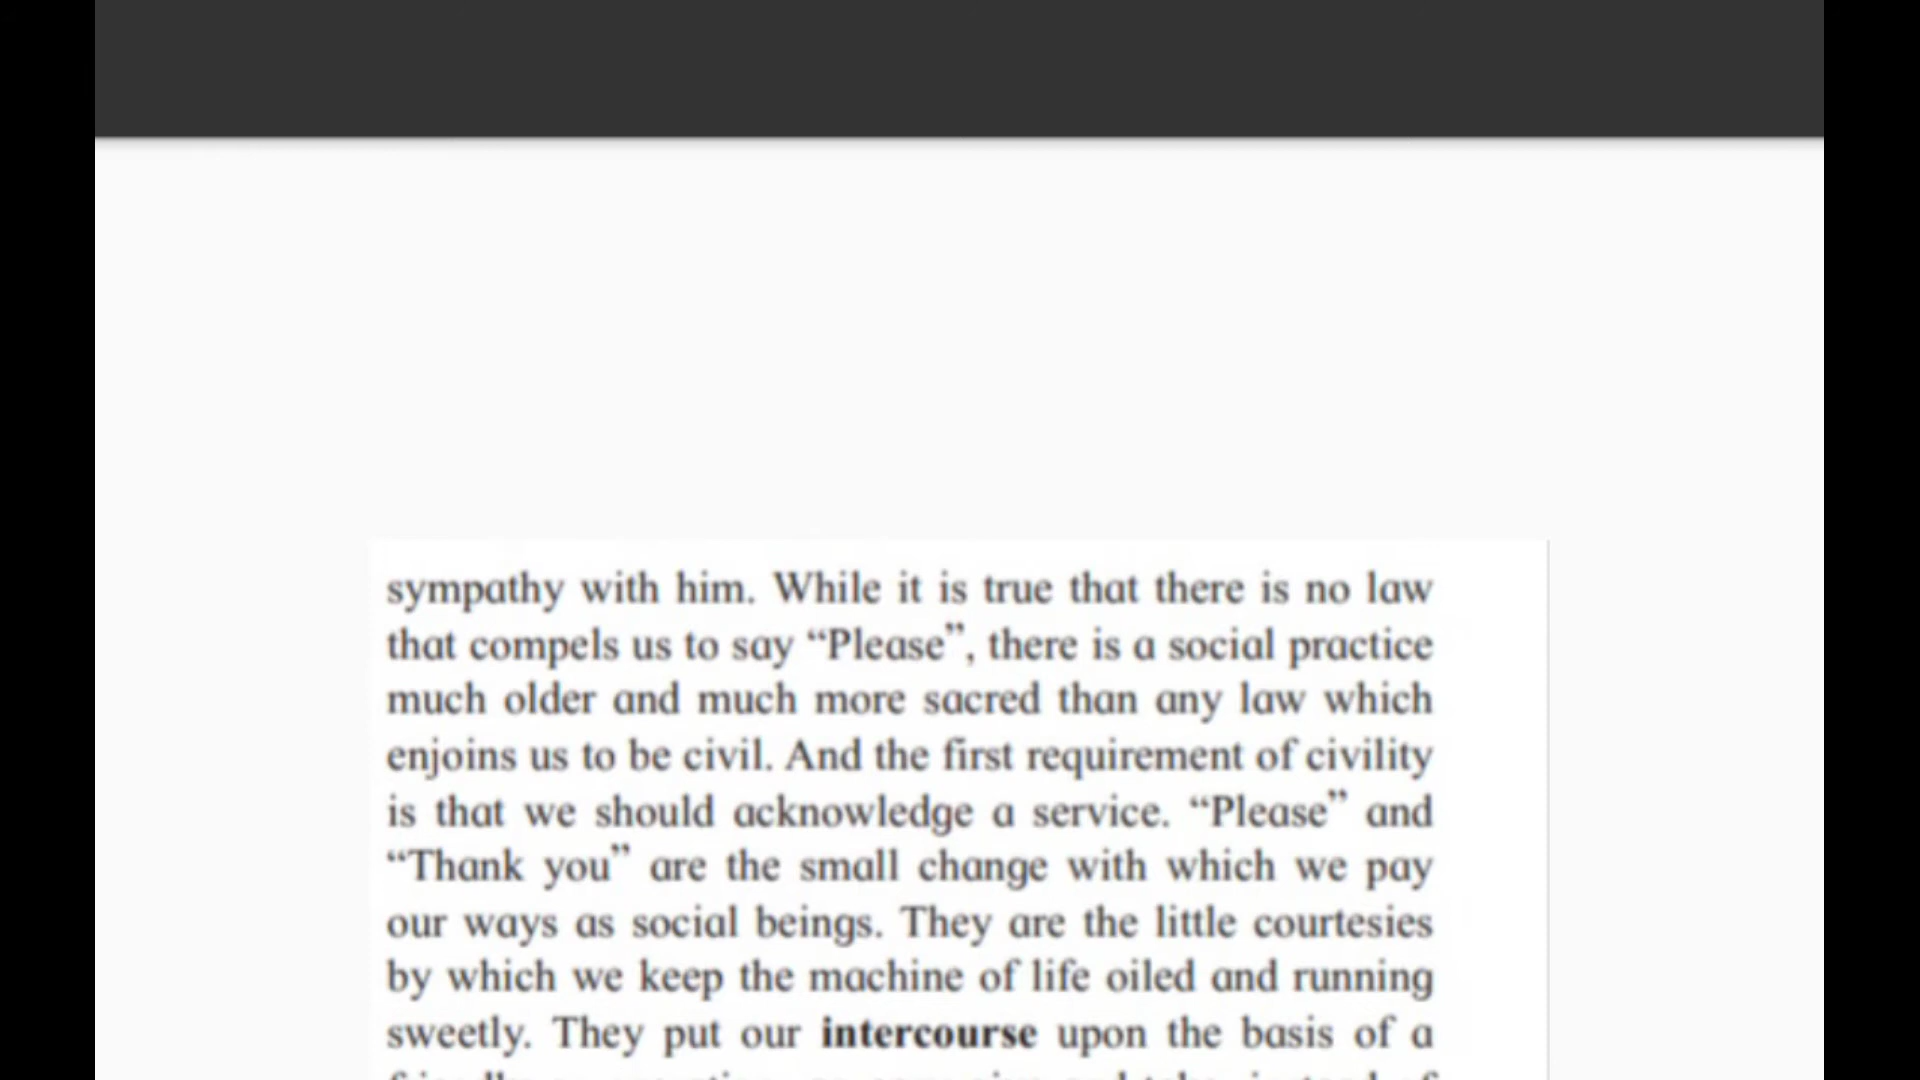 sympathy with him. While it is true that there is no law
that compels us to say “Please”, there is a social practice
much older and much more sacred than any law which
enjoins us to be civil. And the first requirement of civility
is that we should acknowledge a service. “Please” and
“Thank you” are the small change with which we pay
our ways as social beings. They are the little courtesies
by which we keep the machine of life oiled and running
sweetly. They put our intercourse upon the basis of a